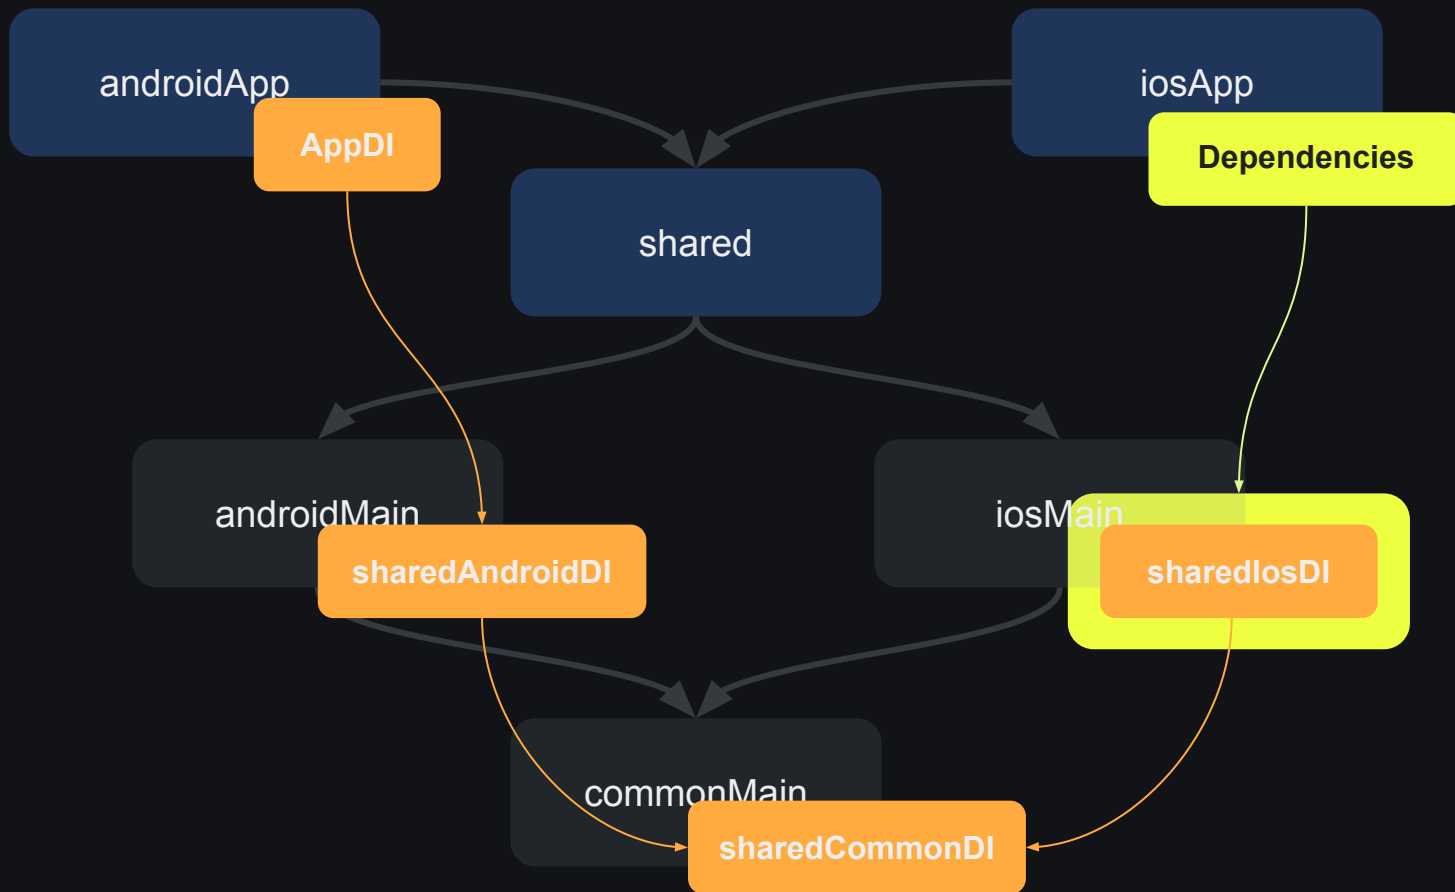 androidApp
iosApp
AppDI
Dependencies
shared
androidMain
iosMain
sharedAndroidDI
sharedIosDI
commonMain
sharedCommonDI